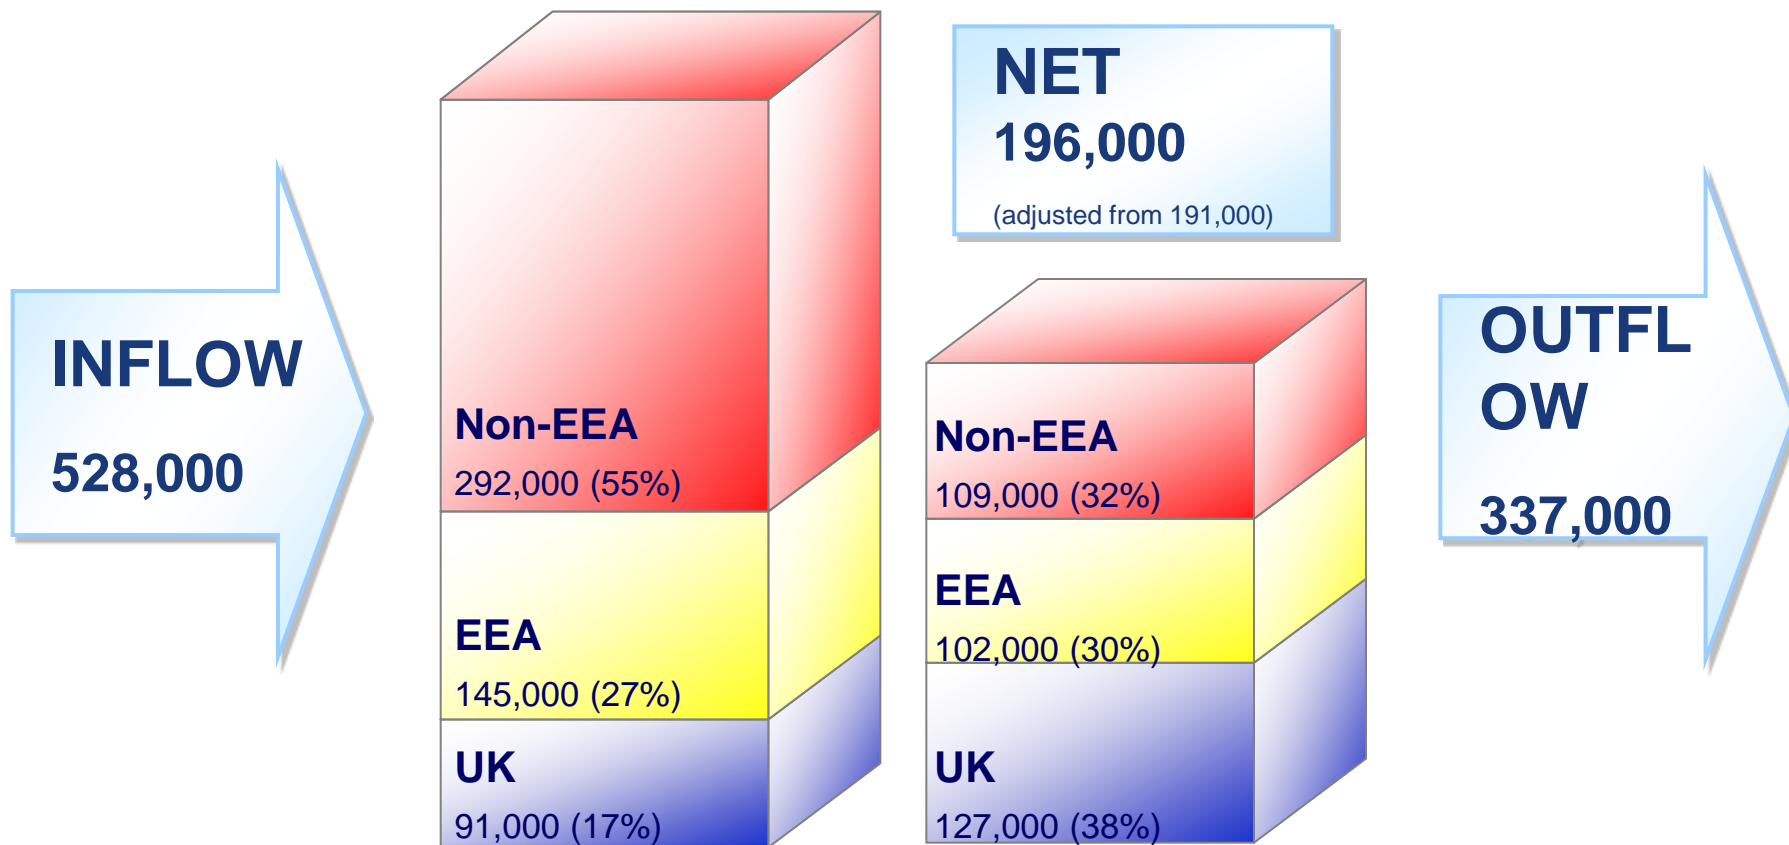 INFLOW
528,000
Non-EEA
292,000 (55%)
EEA
145,000 (27%)
UK
91,000 (17%)
NET
196,000
(adjusted from 191,000)
Non-EEA
109,000 (32%)
EEA
102,000 (30%)
UK
127,000 (38%)
OUTFL
OW
337,000